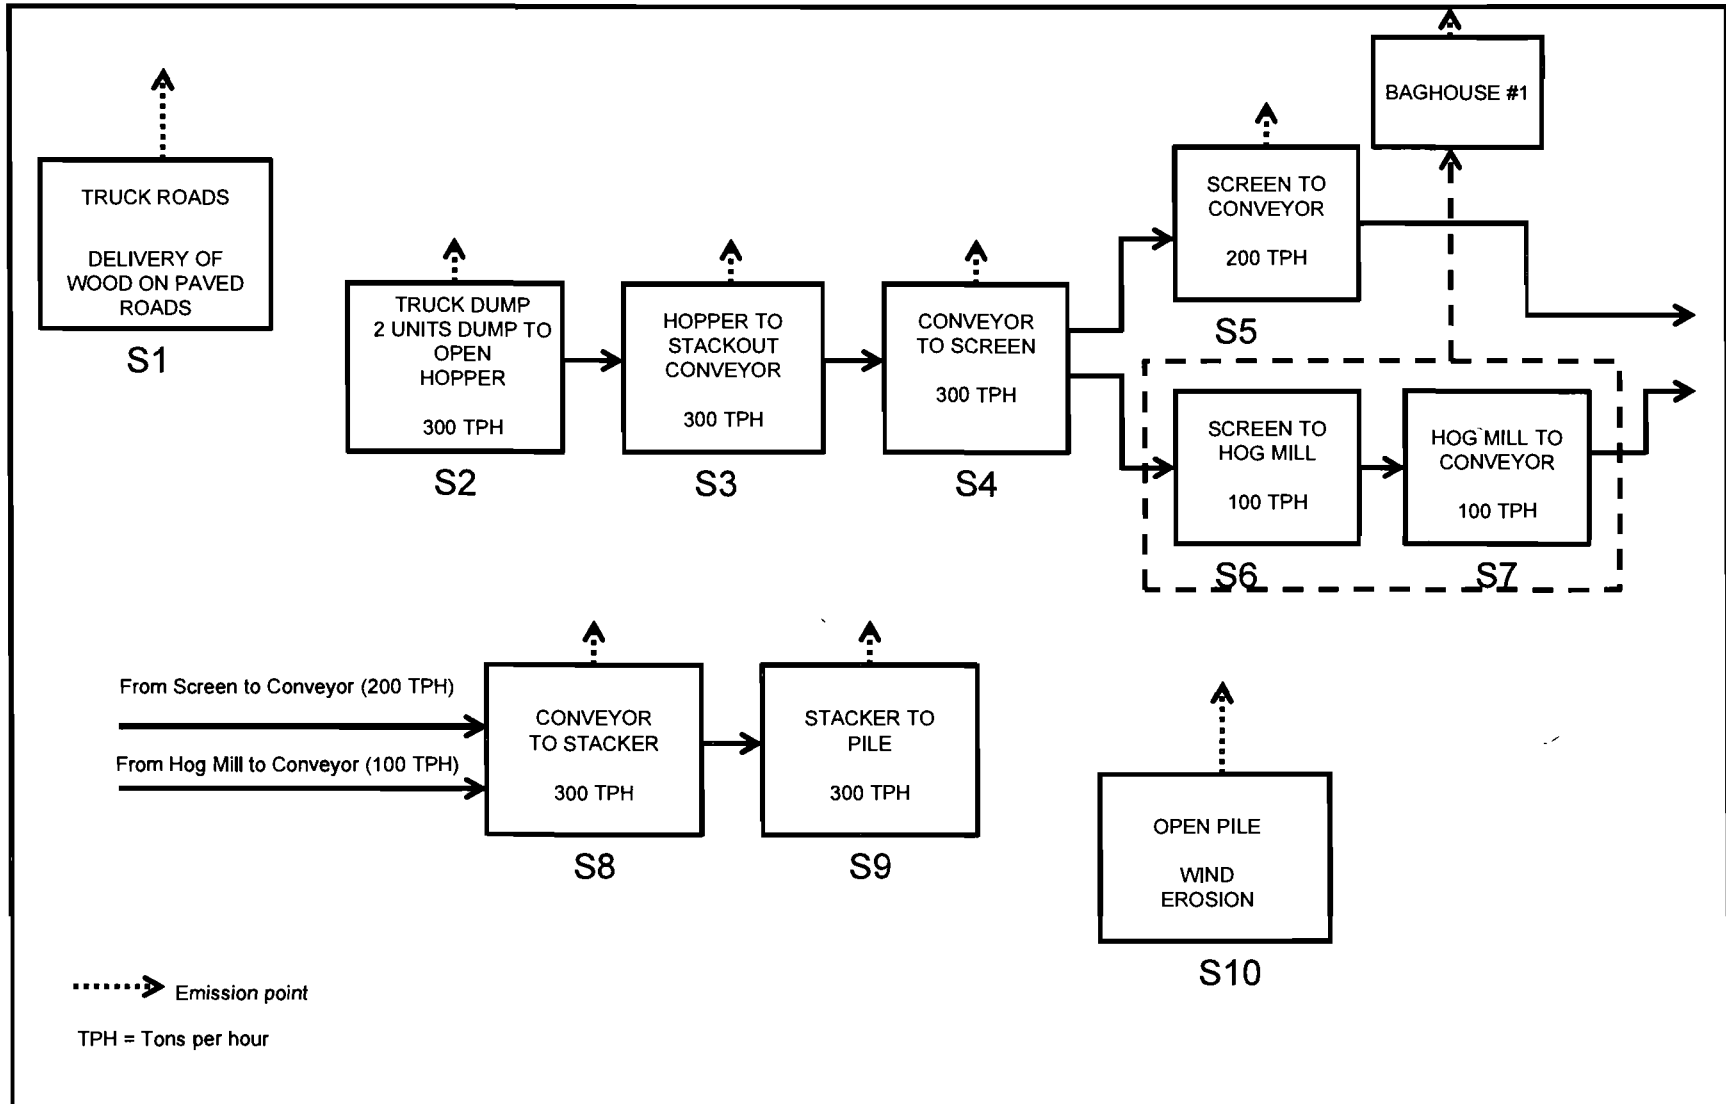 BAGHOUSE #1
TRUCK ROADS
DELIVERY OF
WOOD ON PAVED
ROADS
S1
TRUCK DUMP
2 UNITS DUMP TO
OPEN
HOPPER
300 TPH
S2
HOPPER TO
STACKOUT
CONVEYOR
300 TPH
S3
CONVEYOR
TO SCREEN
300 TPH
S4
SCREEN TO
CONVEYOR
200 TPH
S5
SCREEN TO
HOG MILL
100 TPH
S6
HOG MILL TO
CONVEYOR
100 TPH
S7
From Screen to Conveyor (200 TPH)
From Hog Mill to Conveyor (100 TPH)
CONVEYOR
TO STACKER
300 TPH
S8
STACKER TO
PILE
300 TPH
S9
OPEN PILE
WIND
EROSION
S10
Emission point
TPH = Tons per hour